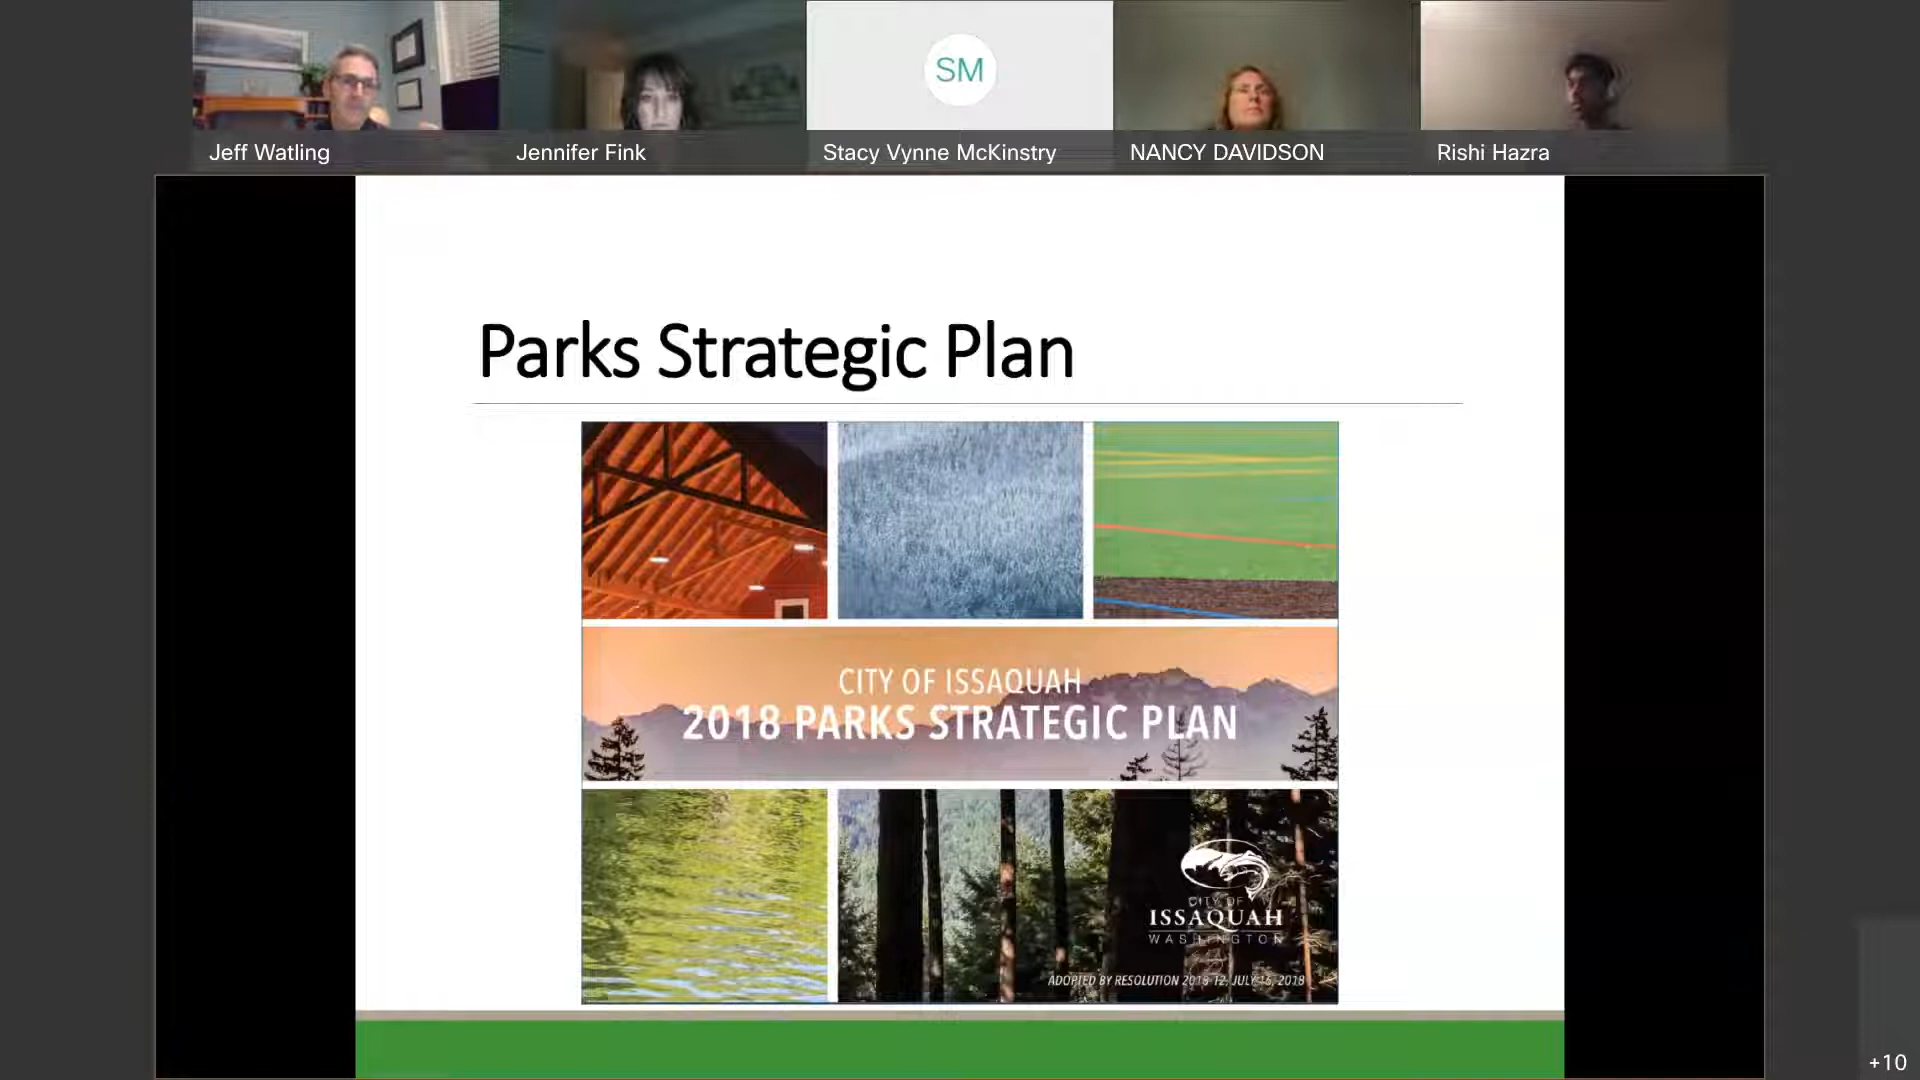 SM
Jeff Watling
Jennifer Fink
Stacy Vynne McKinstry
NANCY DAVIDSON
Rishi Hazra
Parks Strategic Plan
CITY OF ISSAQUAH
2018 PARKS STRATEGIC PLAN
CITY OF
ISSAQUAH
WASHINGTON
ADOPTED BY RESOLUTION 2018-12, JULY 16, 2018
+10